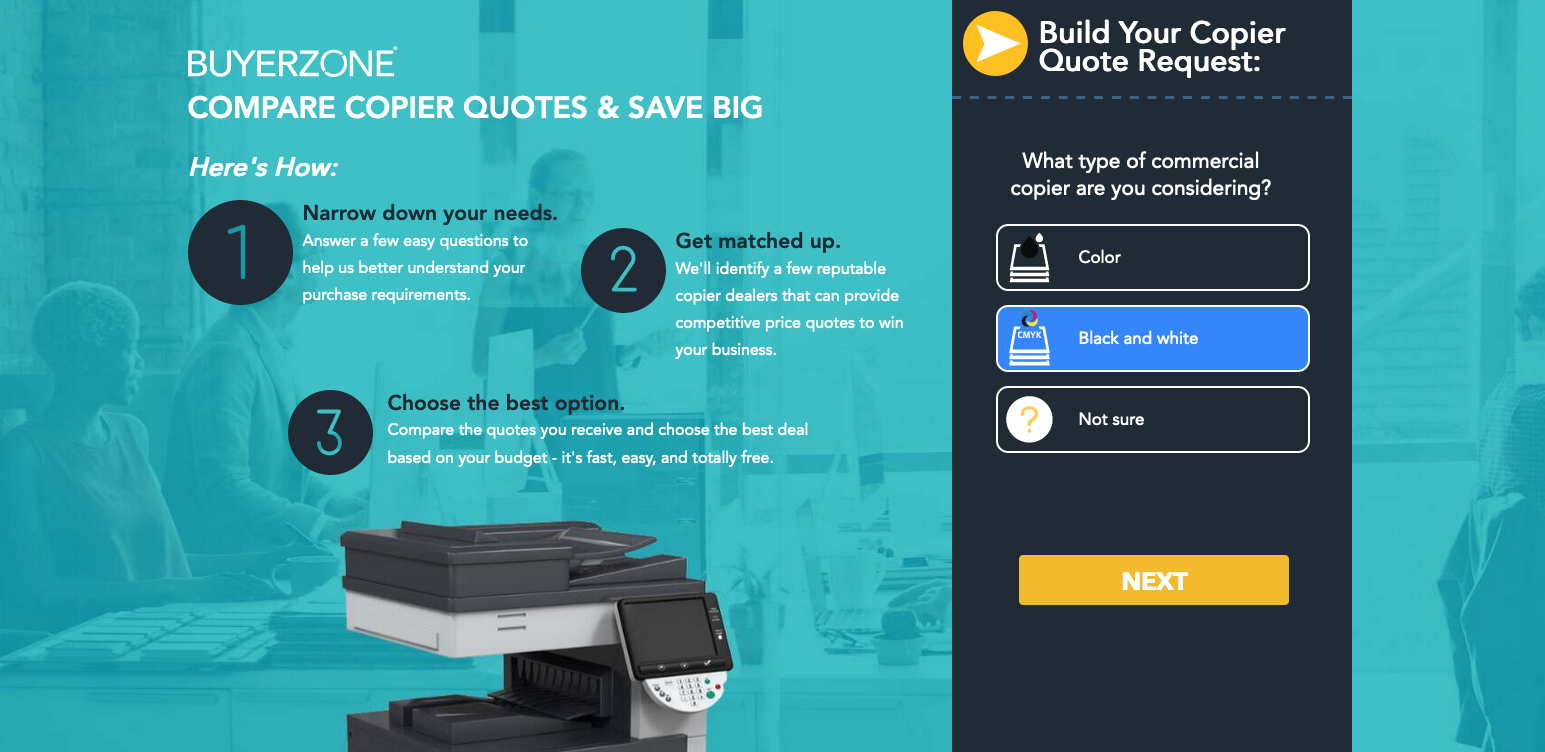 BUYERZONE®
COMPARE COPIER QUOTES & SAVE BIG
Here's How:
1
Narrow down your needs.
Answer a few easy questions to
help us better understand your
purchase requirements.
2
Get matched up.
We'll identify a few reputable
copier dealers that can provide
competitive price quotes to win
your business.
3
Choose the best option.
Compare the quotes you receive and choose the best deal
based on your budget - it's fast, easy, and totally free.
Build Your Copier
Quote Request:
What type of commercial
copier are you considering?
Color
CMYK
Black and white
?
Not sure
NEXT